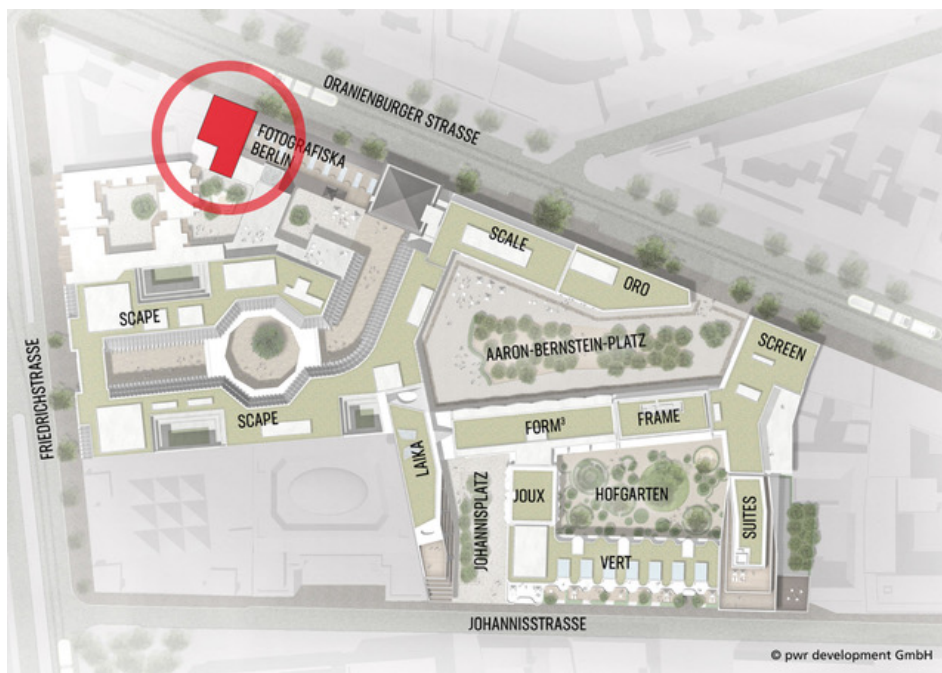 ORANIENBURGER STRASSE
FOTOGRAFISKA
BERLIN
SCALE
ORO
SCAPE
AARON-BERNSTEIN-PLATZ
SCREEN
FRIEDRICHSTRASSE
SCAPE
LAIKA
FORM³
FRAME
JOHANNISPLATZ
JOUX
HOFGARTEN
SUITES
VERT
JOHANNISSTRASSE
© pwr development GmbH